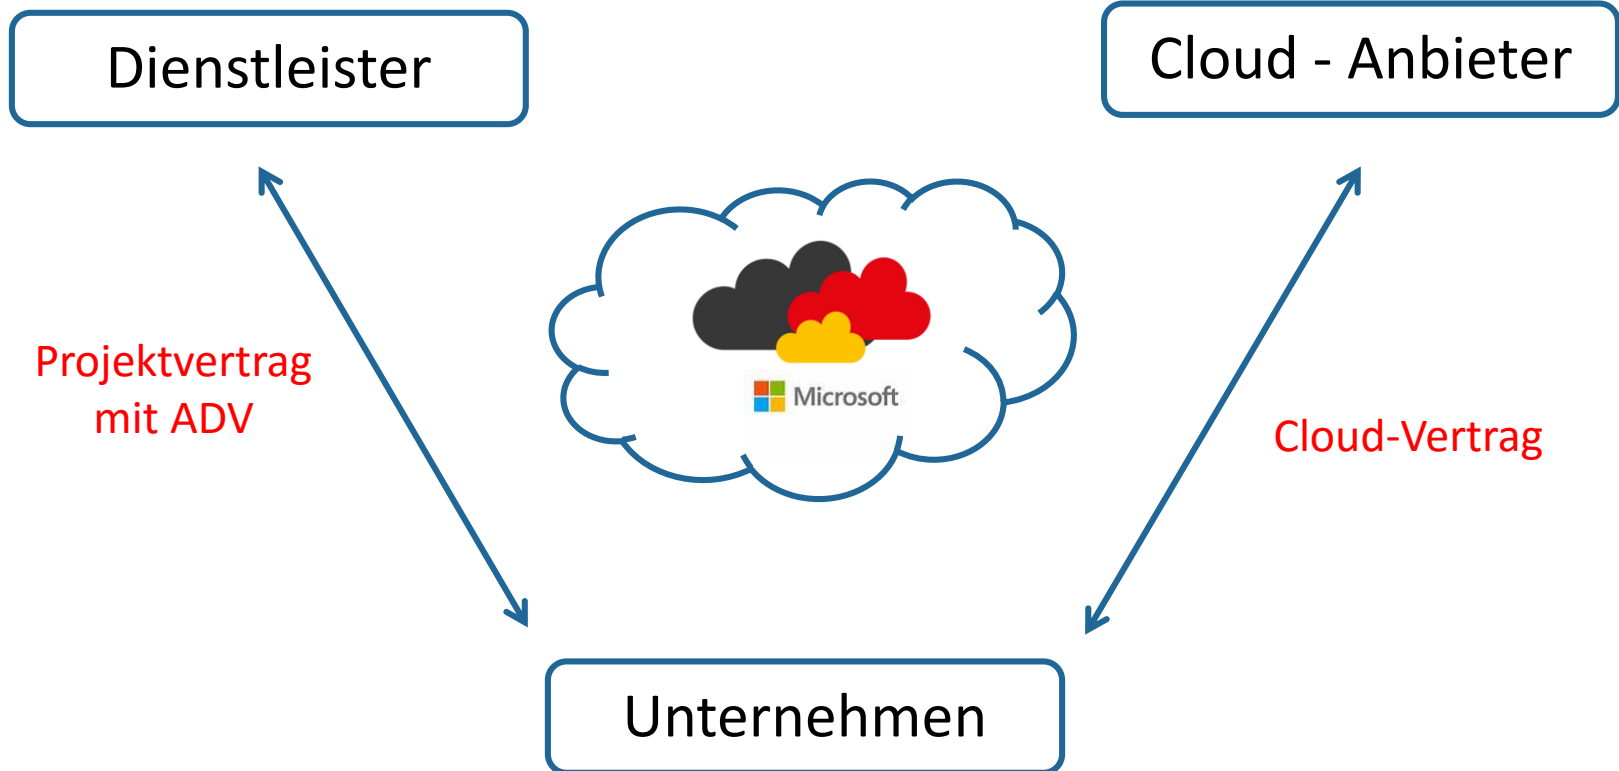 Dienstleister
Cloud - Anbieter
Projektvertrag
mit ADV
Microsoft
Cloud-Vertrag
Unternehmen